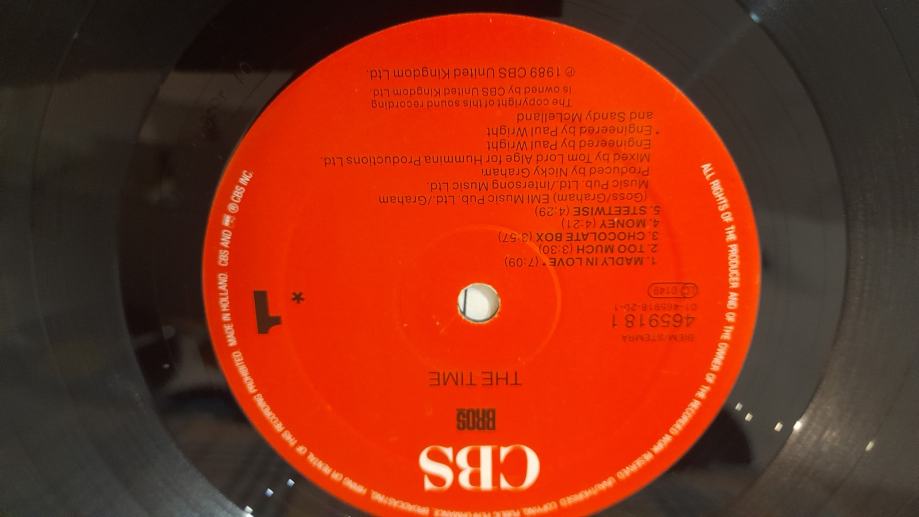 CBS
BROS
THE TIME
BIEM/STEMRA
465918 1
01-465918-20-1
LC 0149
1
*
1. MADLY IN LOVE* (7:09)
2. TOO MUCH (3:30)
3. CHOCOLATE BOX (3:57)
4. MONEY (4:21)
5. STEETWISE (4:29)
(Goss/Graham) EMI Music Pub. Ltd./Graham
Music Pub. Ltd./Intersong Music Ltd.
Produced by Nicky Graham
Mixed by Tom Lord Alge for Hummina Productions Ltd.
Engineered by Paul Wright
* Engineered by Paul Wright
and Sandy McLelland
The copyright of this sound recording
is owned by CBS United Kingdom Ltd.
℗ 1989 CBS United Kingdom Ltd.
ALL RIGHTS OF THE PRODUCER AND OF THE OWNER OF THE RECORDED WORK RESERVED. UNAUTHORISED COPYING, PUBLIC PERFORMANCE, BROADCASTING, HIRING OR RENTAL OF THIS RECORDING PROHIBITED. MADE IN HOLLAND. CBS AND ® CBS INC.